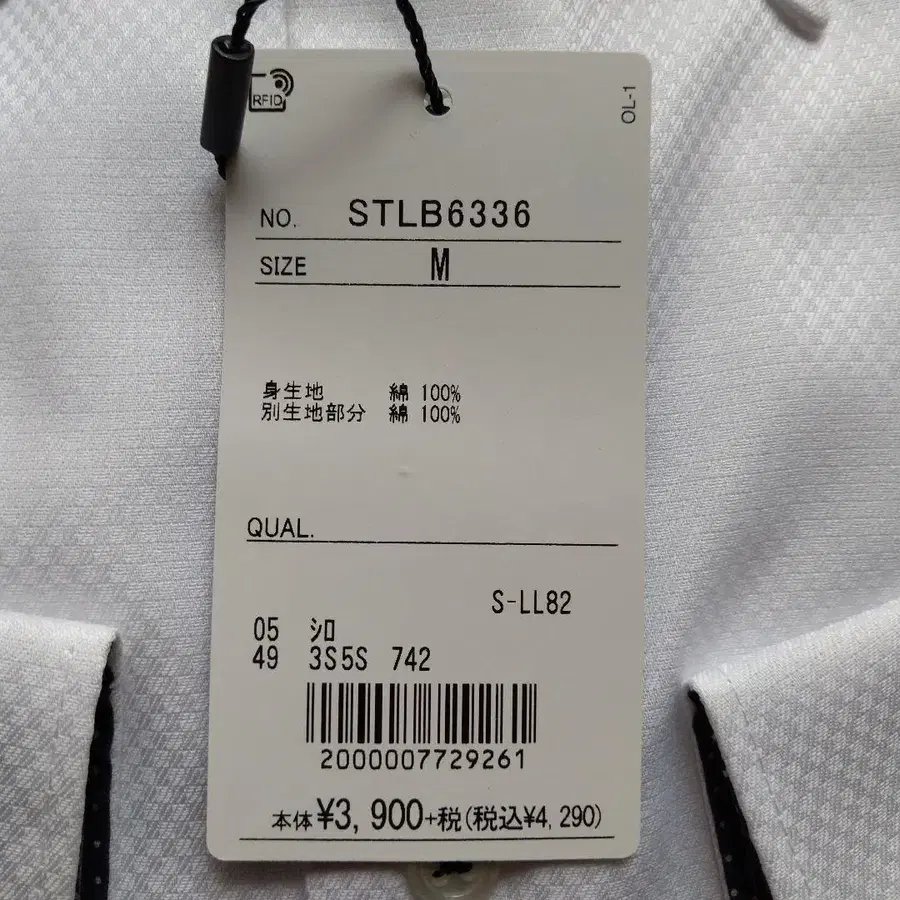 RFID
OL-1
NO. STLB6336
SIZE M
身生地 綿 100%
別生地部分 綿 100%
QUAL.
S-LL82
05 シロ
49 3S5S 742
2000007729261
本体¥3,900+税(税込¥4,290)